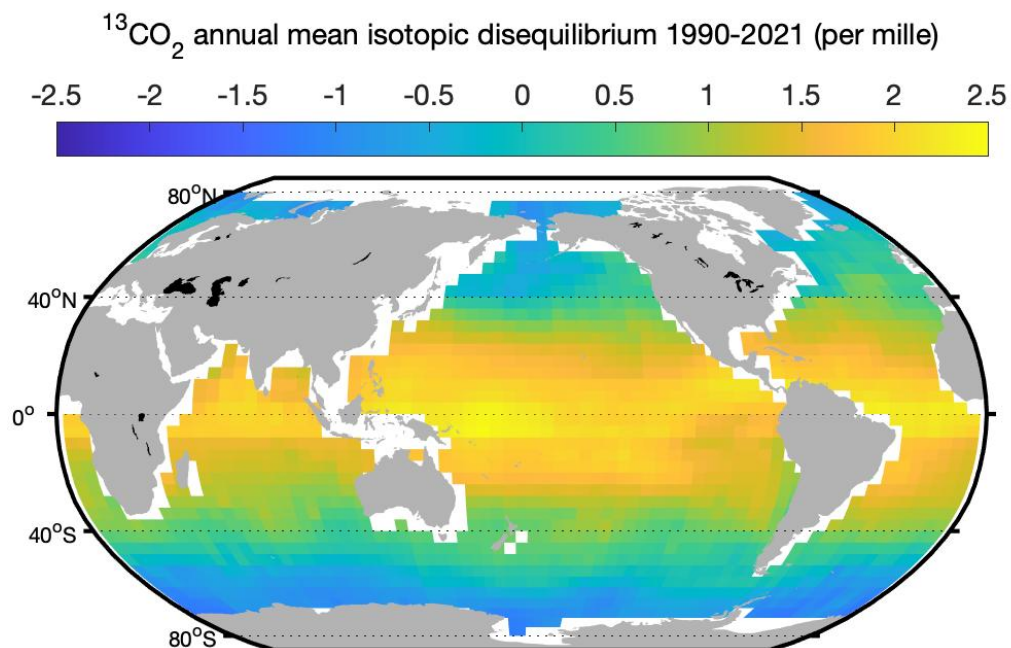 ¹³CO₂ annual mean isotopic disequilibrium 1990-2021 (per mille)
-2.5 -2 -1.5 -1 -0.5 0 0.5 1 1.5 2 2.5
80°N
40°N
0°
40°S
80°S